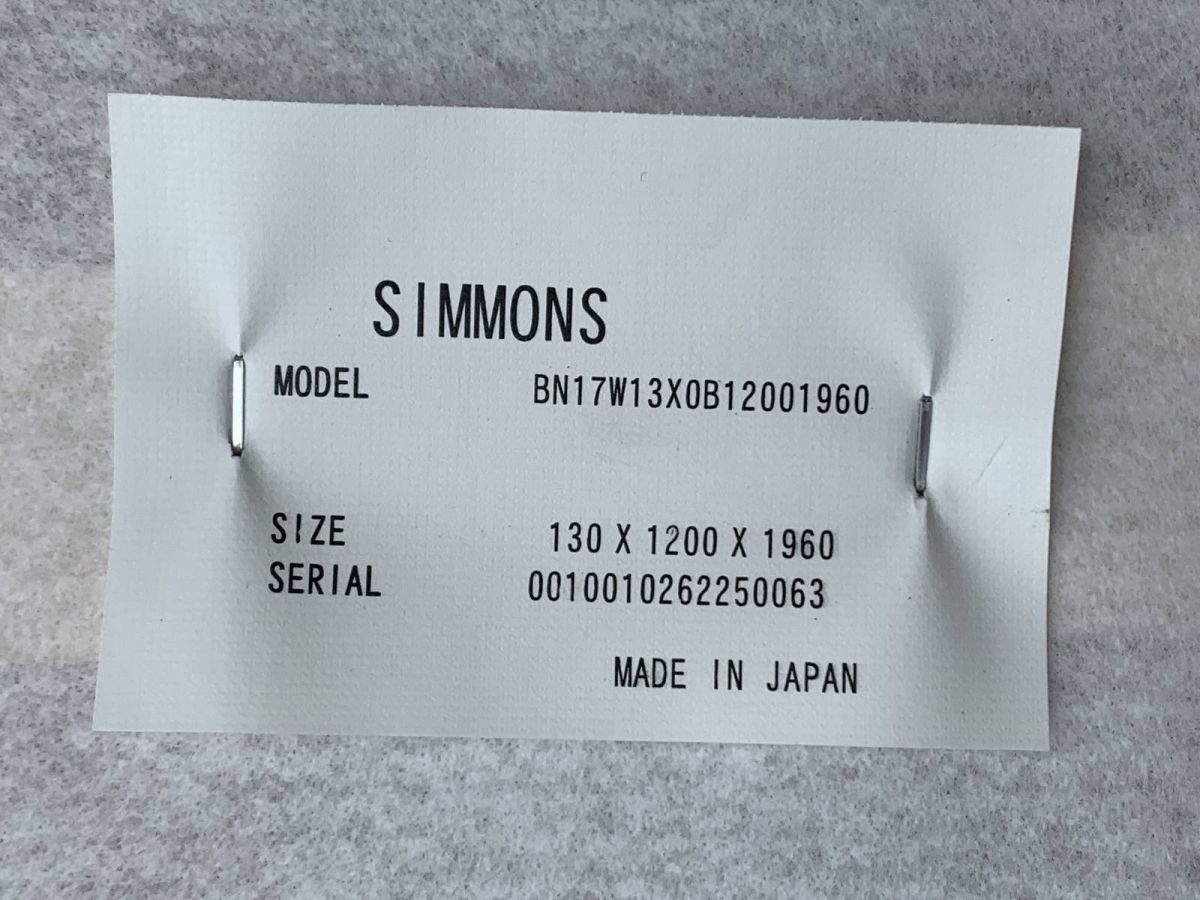 SIMMONS
MODEL BN17W13X0B12001960
SIZE 130 X 1200 X 1960
SERIAL 0010010262250063
MADE IN JAPAN